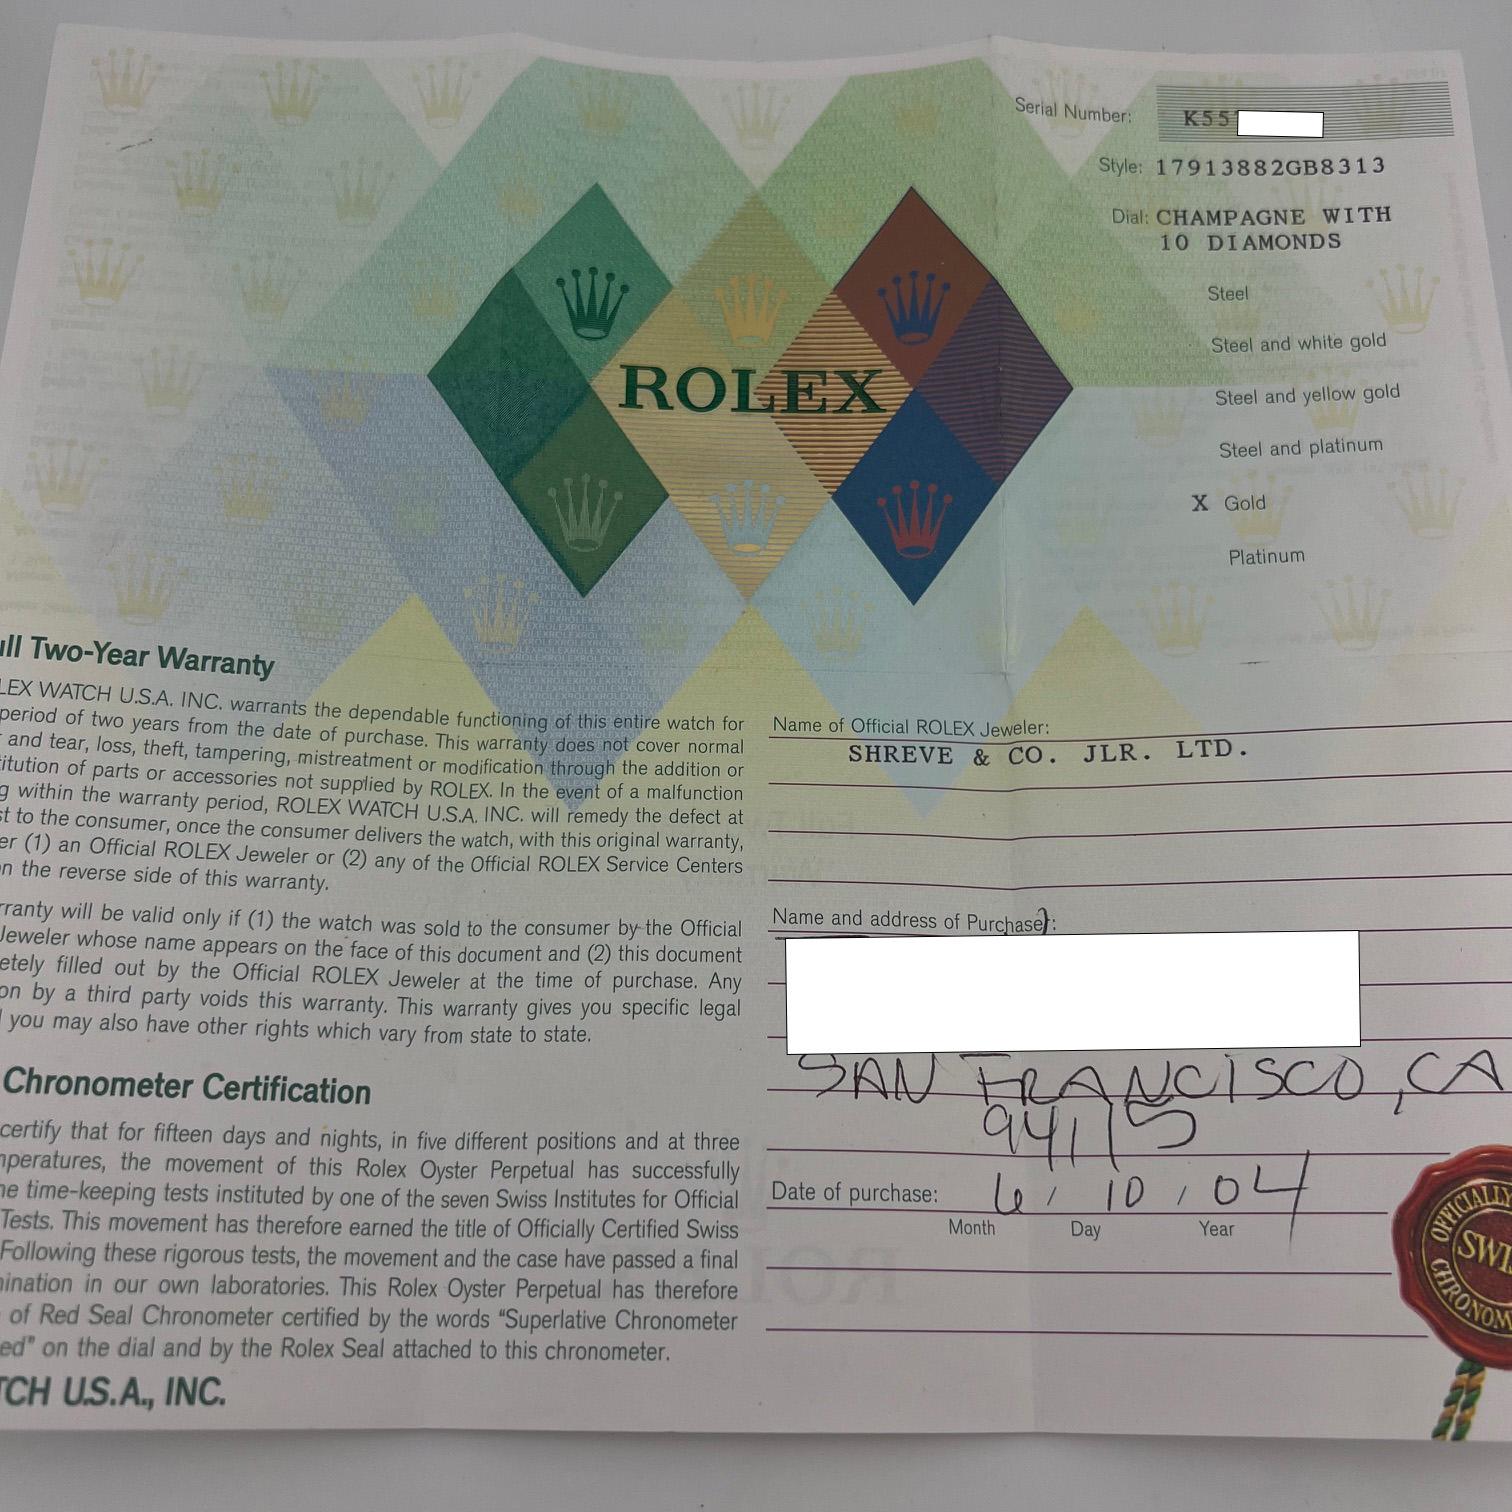 Serial Number: K55
Style: 17913882GB8313
Dial: CHAMPAGNE WITH
10 DIAMONDS
Steel
Steel and white gold
Steel and yellow gold
Steel and platinum
X Gold
Platinum
ROLEX
ull Two-Year Warranty
LEX WATCH U.S.A. INC. warrants the dependable functioning of this entire watch for
period of two years from the date of purchase. This warranty does not cover normal
and tear, loss, theft, tampering, mistreatment or modification through the addition or
titution of parts or accessories not supplied by ROLEX. In the event of a malfunction
g within the warranty period, ROLEX WATCH U.S.A. INC. will remedy the defect at
st to the consumer, once the consumer delivers the watch, with this original warranty,
er (1) an Official ROLEX Jeweler or (2) any of the Official ROLEX Service Centers
on the reverse side of this warranty.
rranty will be valid only if (1) the watch was sold to the consumer by the Official
Jeweler whose name appears on the face of this document and (2) this document
etely filled out by the Official ROLEX Jeweler at the time of purchase. Any
on by a third party voids this warranty. This warranty gives you specific legal
you may also have other rights which vary from state to state.
Chronometer Certification
certify that for fifteen days and nights, in five different positions and at three
mperatures, the movement of this Rolex Oyster Perpetual has successfully
he time-keeping tests instituted by one of the seven Swiss Institutes for Official
Tests. This movement has therefore earned the title of Officially Certified Swiss
Following these rigorous tests, the movement and the case have passed a final
mination in our own laboratories. This Rolex Oyster Perpetual has therefore
of Red Seal Chronometer certified by the words "Superlative Chronometer
ed" on the dial and by the Rolex Seal attached to this chronometer.
TCH U.S.A., INC.
Name of Official ROLEX Jeweler:
SHREVE & CO. JLR. LTD.
Name and address of Purchaser:
SAN FRANCISCO, CA
94115
Date of purchase: 6 / 10 / 04
Month Day Year
OFFICIALLY
SWI
CHRONOM